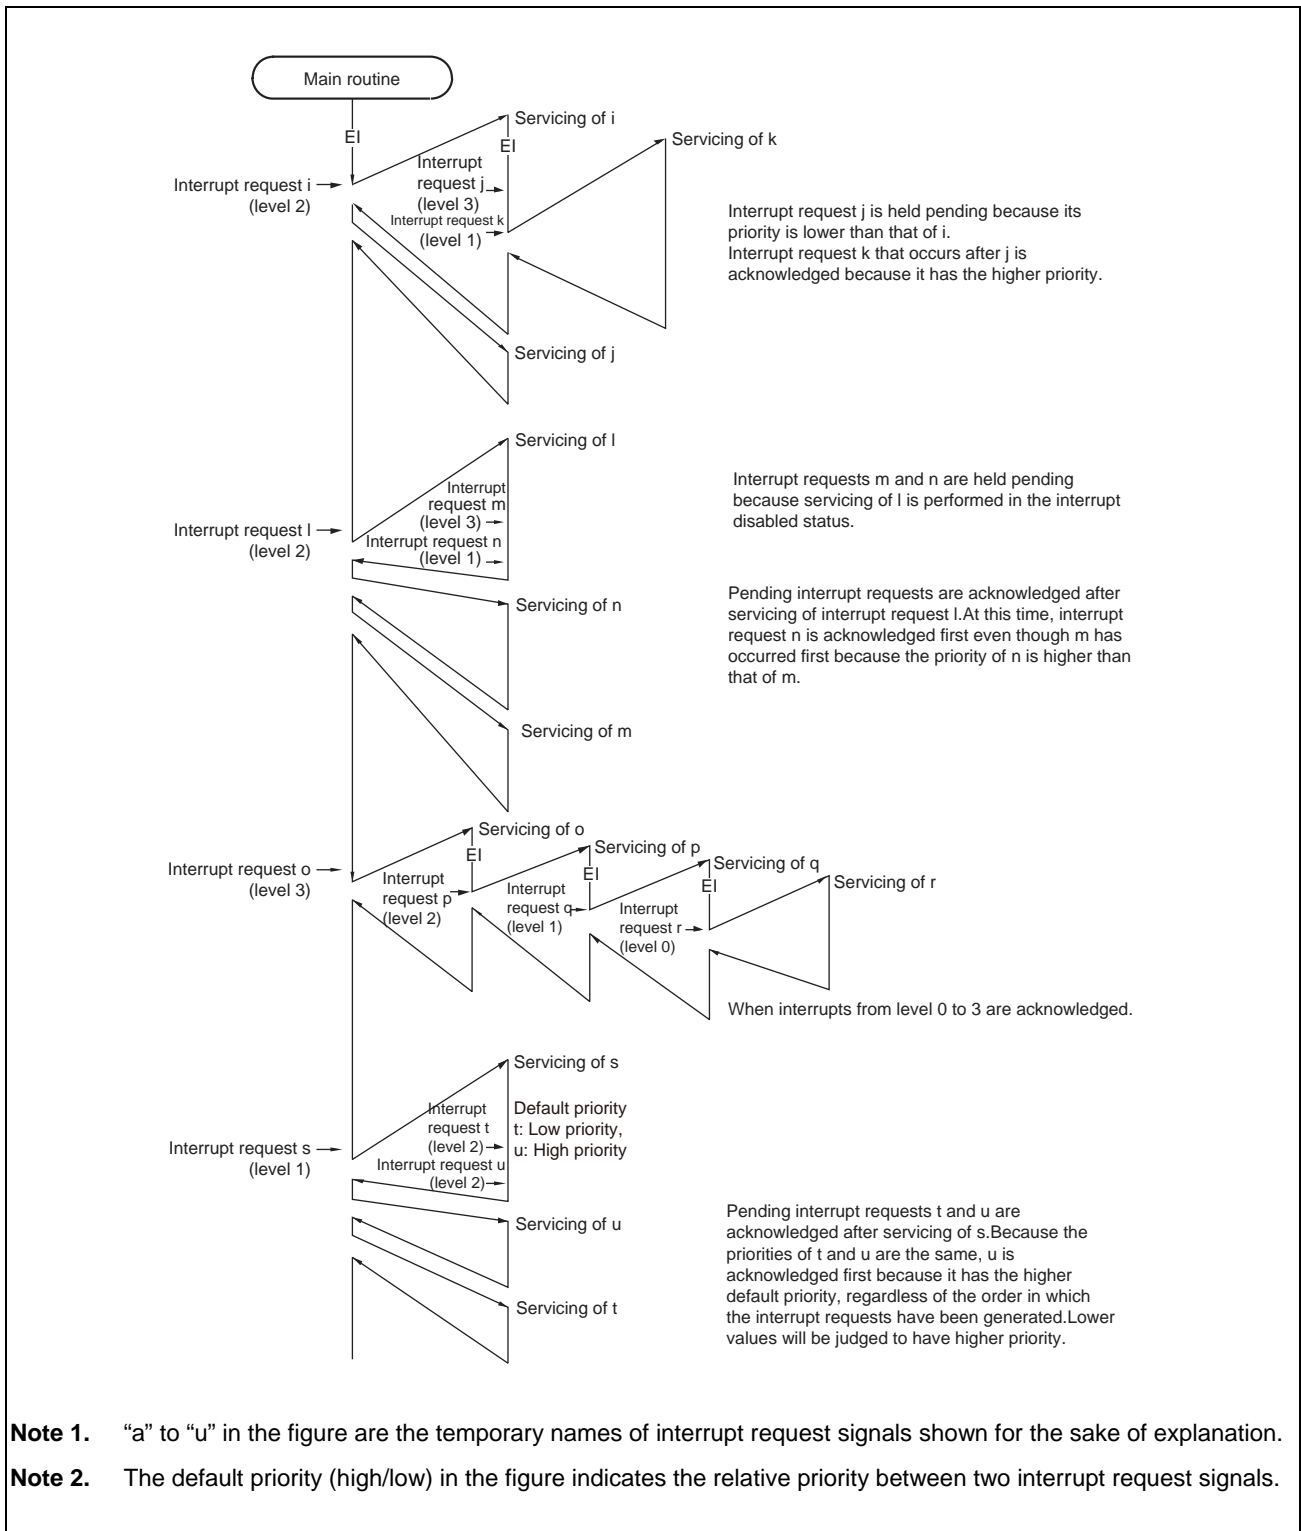 Main routine
EI
Servicing of i
EI
Servicing of k
Interrupt request i
(level 2)
Interrupt
request j
(level 3)
Interrupt request k
(level 1)
Interrupt request j is held pending because its
priority is lower than that of i.
Interrupt request k that occurs after j is
acknowledged because it has the higher priority.
Servicing of j
Servicing of l
Interrupt request l
(level 2)
Interrupt
request m
(level 3)
Interrupt request n
(level 1)
Interrupt requests m and n are held pending
because servicing of l is performed in the interrupt
disabled status.
Servicing of n
Pending interrupt requests are acknowledged after
servicing of interrupt request l.At this time, interrupt
request n is acknowledged first even though m has
occurred first because the priority of n is higher than
that of m.
Servicing of m
Interrupt request o
(level 3)
Servicing of o
EI
Interrupt
request p
(level 2)
Servicing of p
EI
Interrupt
request q
(level 1)
Servicing of q
EI
Interrupt
request r
(level 0)
Servicing of r
When interrupts from level 0 to 3 are acknowledged.
Servicing of s
Interrupt request s
(level 1)
Interrupt
request t
(level 2)
Interrupt request u
(level 2)
Default priority
t: Low priority,
u: High priority
Servicing of u
Servicing of t
Pending interrupt requests t and u are
acknowledged after servicing of s.Because the
priorities of t and u are the same, u is
acknowledged first because it has the higher
default priority, regardless of the order in which
the interrupt requests have been generated.Lower
values will be judged to have higher priority.
Note 1. “a” to “u” in the figure are the temporary names of interrupt request signals shown for the sake of explanation.
Note 2. The default priority (high/low) in the figure indicates the relative priority between two interrupt request signals.